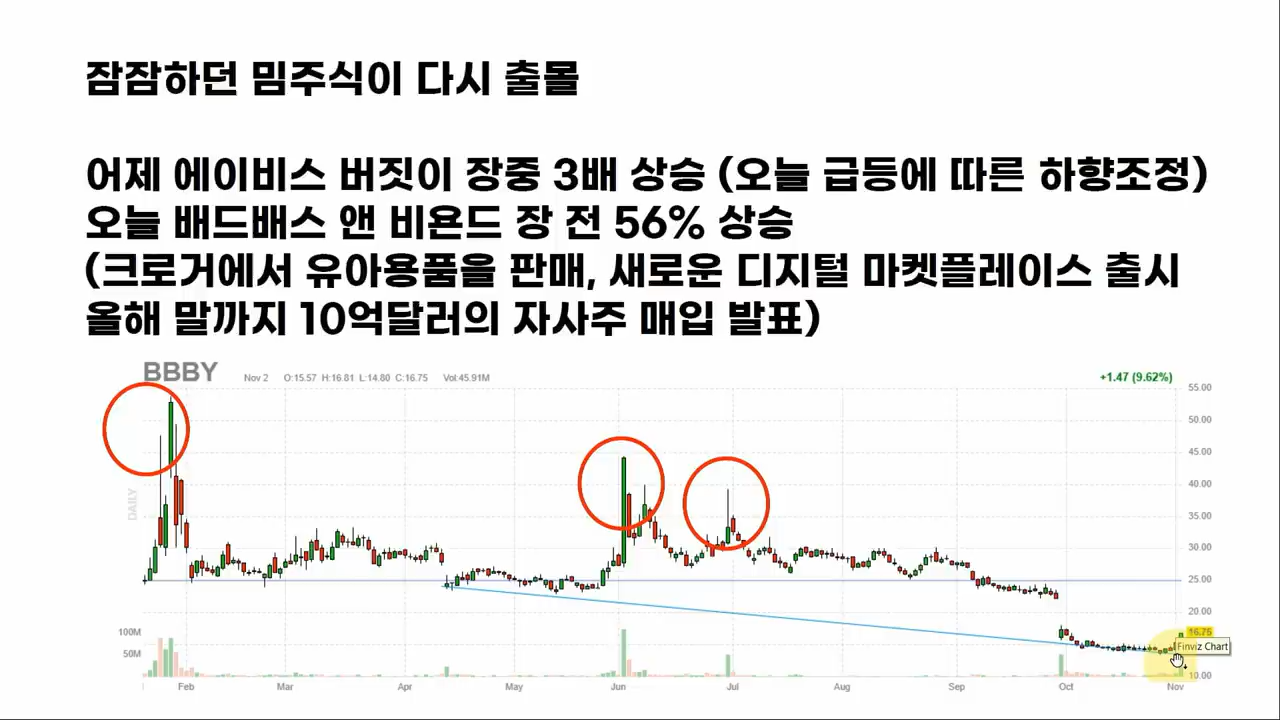 잠잠하던 밈주식이 다시 출몰
어제 에이비스 버짓이 장중 3배 상승 (오늘 급등에 따른 하향조정)
오늘 배드배스 앤 비욘드 장 전 56% 상승
(크로거에서 유아용품을 판매, 새로운 디지털 마켓플레이스 출시
올해 말까지 10억달러의 자사주 매입 발표)
BBBY Nov 2 O:15.57 H:16.81 L:14.80 C:16.75 Vol:45.91M +1.47 (9.62%)
55.00
50.00
45.00
DAILY
40.00
35.00
30.00
25.00
20.00
100M
16.75
Finviz Chart
50M
10.00
Feb Mar Apr May Jun Jul Aug Sep Oct Nov